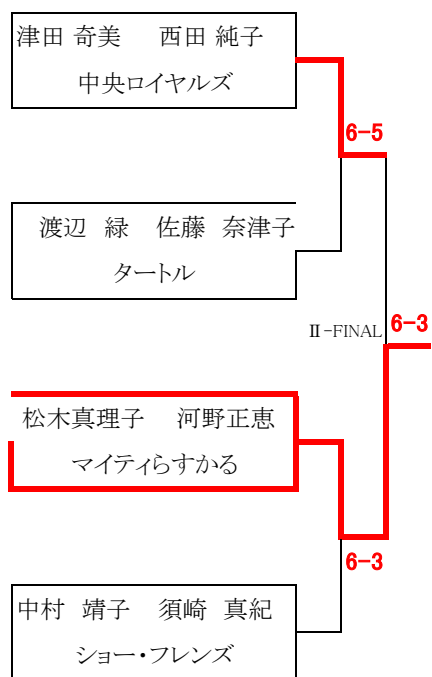 津田 奇美　西田 純子
中央ロイヤルズ
6-5
渡辺 緑　佐藤 奈津子
タートル
Ⅱ-FINAL 6-3
松木真理子　河野正恵
マイティらすかる
6-3
中村 靖子　須崎 真紀
ショー・フレンズ